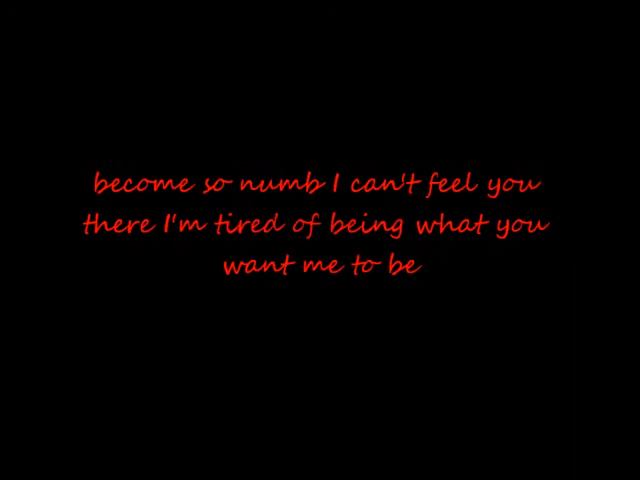 become so numb I can't feel you
there I'm tired of being what you
want me to be